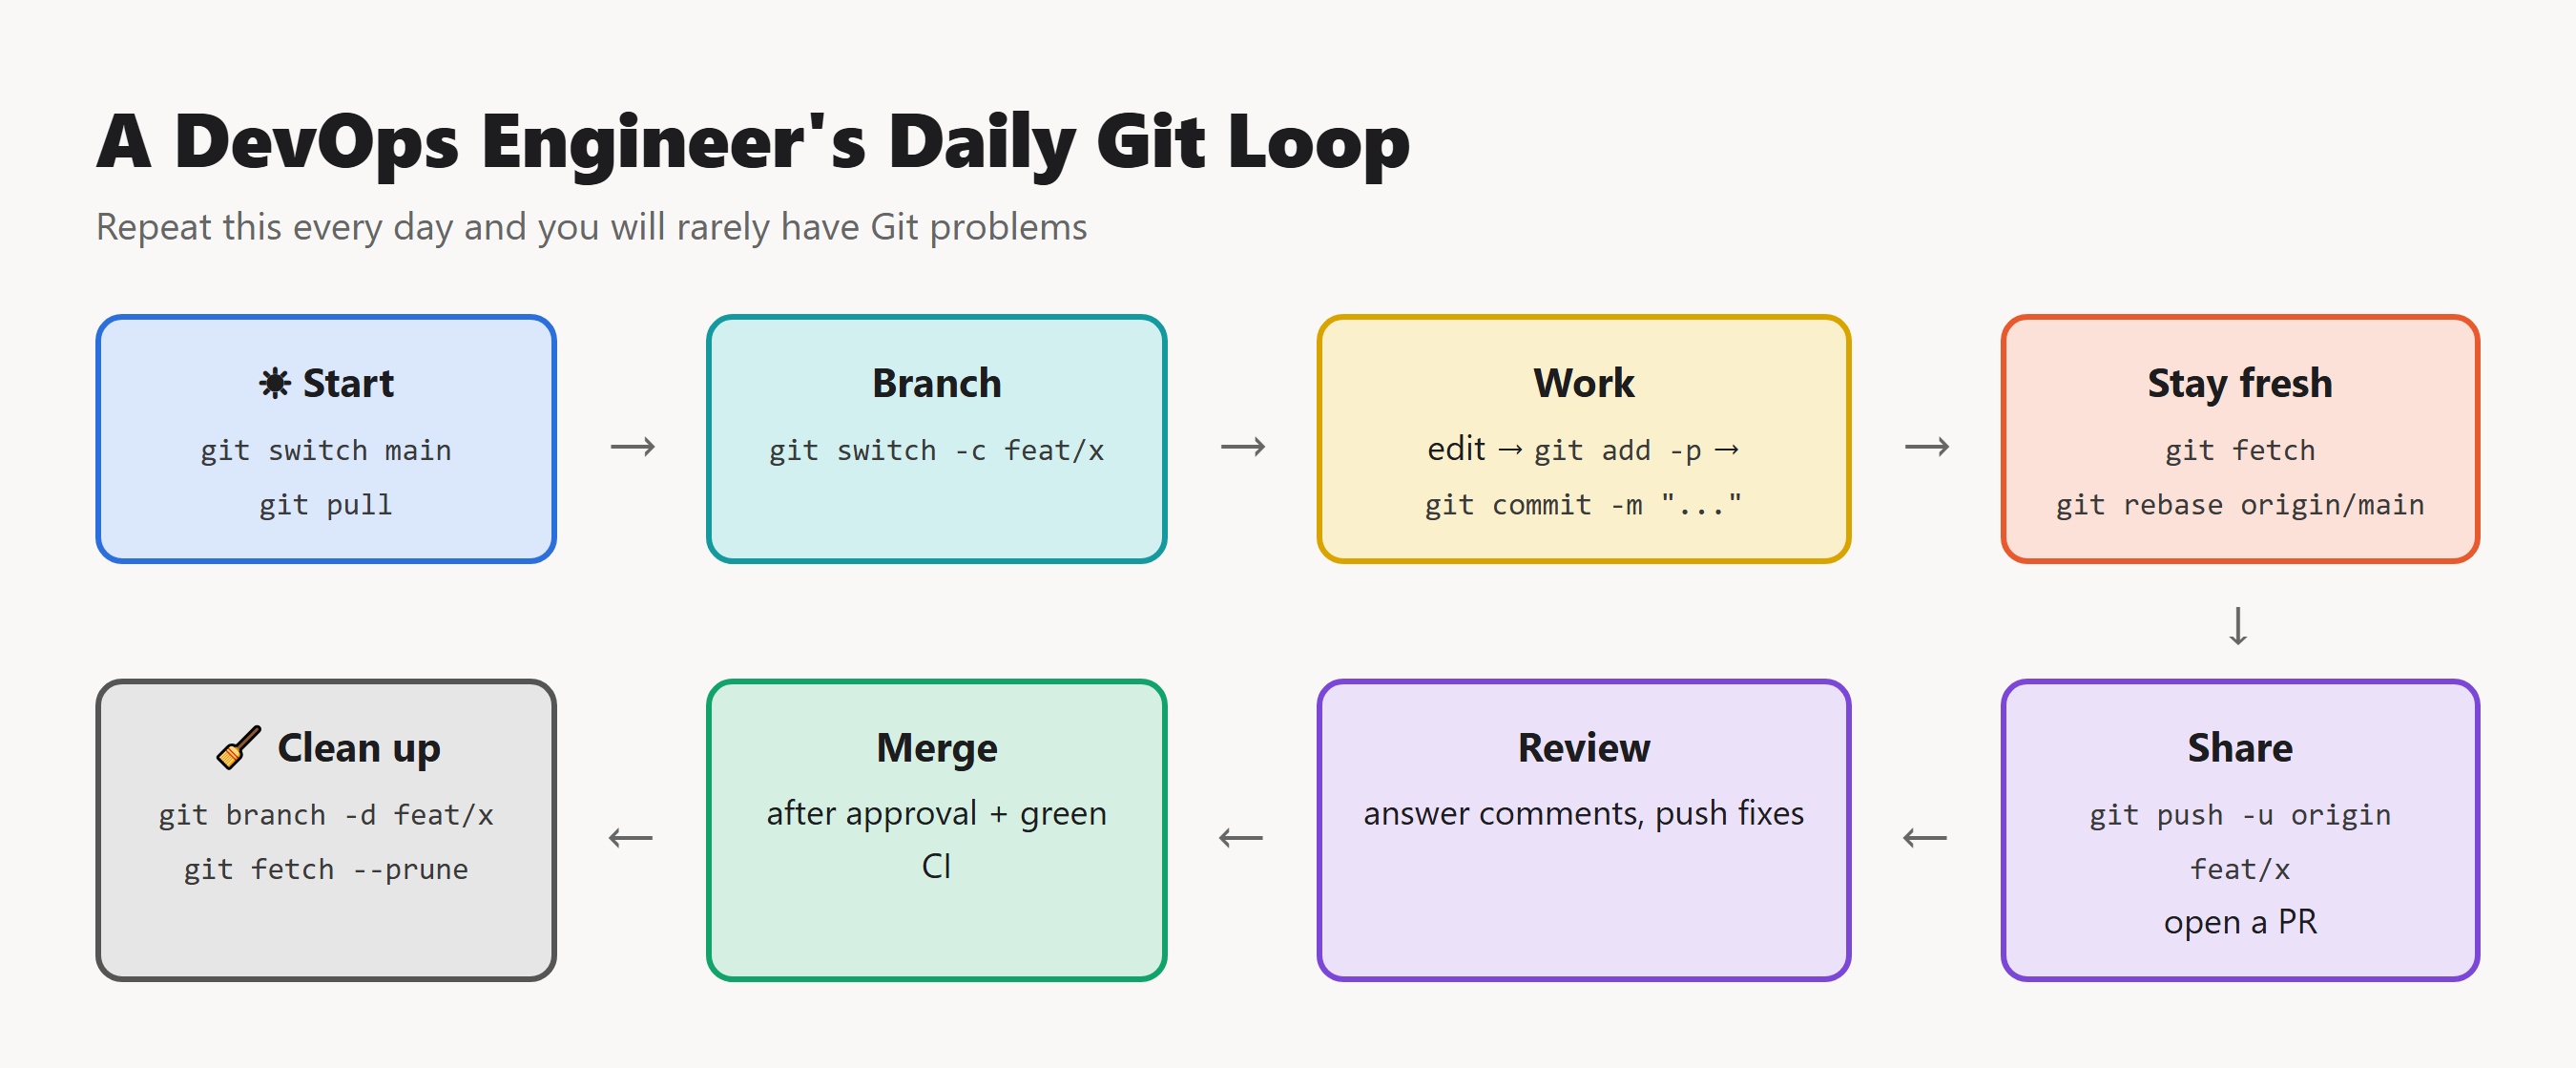 A DevOps Engineer's Daily Git Loop
Repeat this every day and you will rarely have Git problems
☀ Start
git switch main
git pull
→
Branch
git switch -c feat/x
→
Work
edit → git add -p →
git commit -m "..."
→
Stay fresh
git fetch
git rebase origin/main
↓
🧹 Clean up
git branch -d feat/x
git fetch --prune
←
Merge
after approval + green
CI
←
Review
answer comments, push fixes
←
Share
git push -u origin
feat/x
open a PR